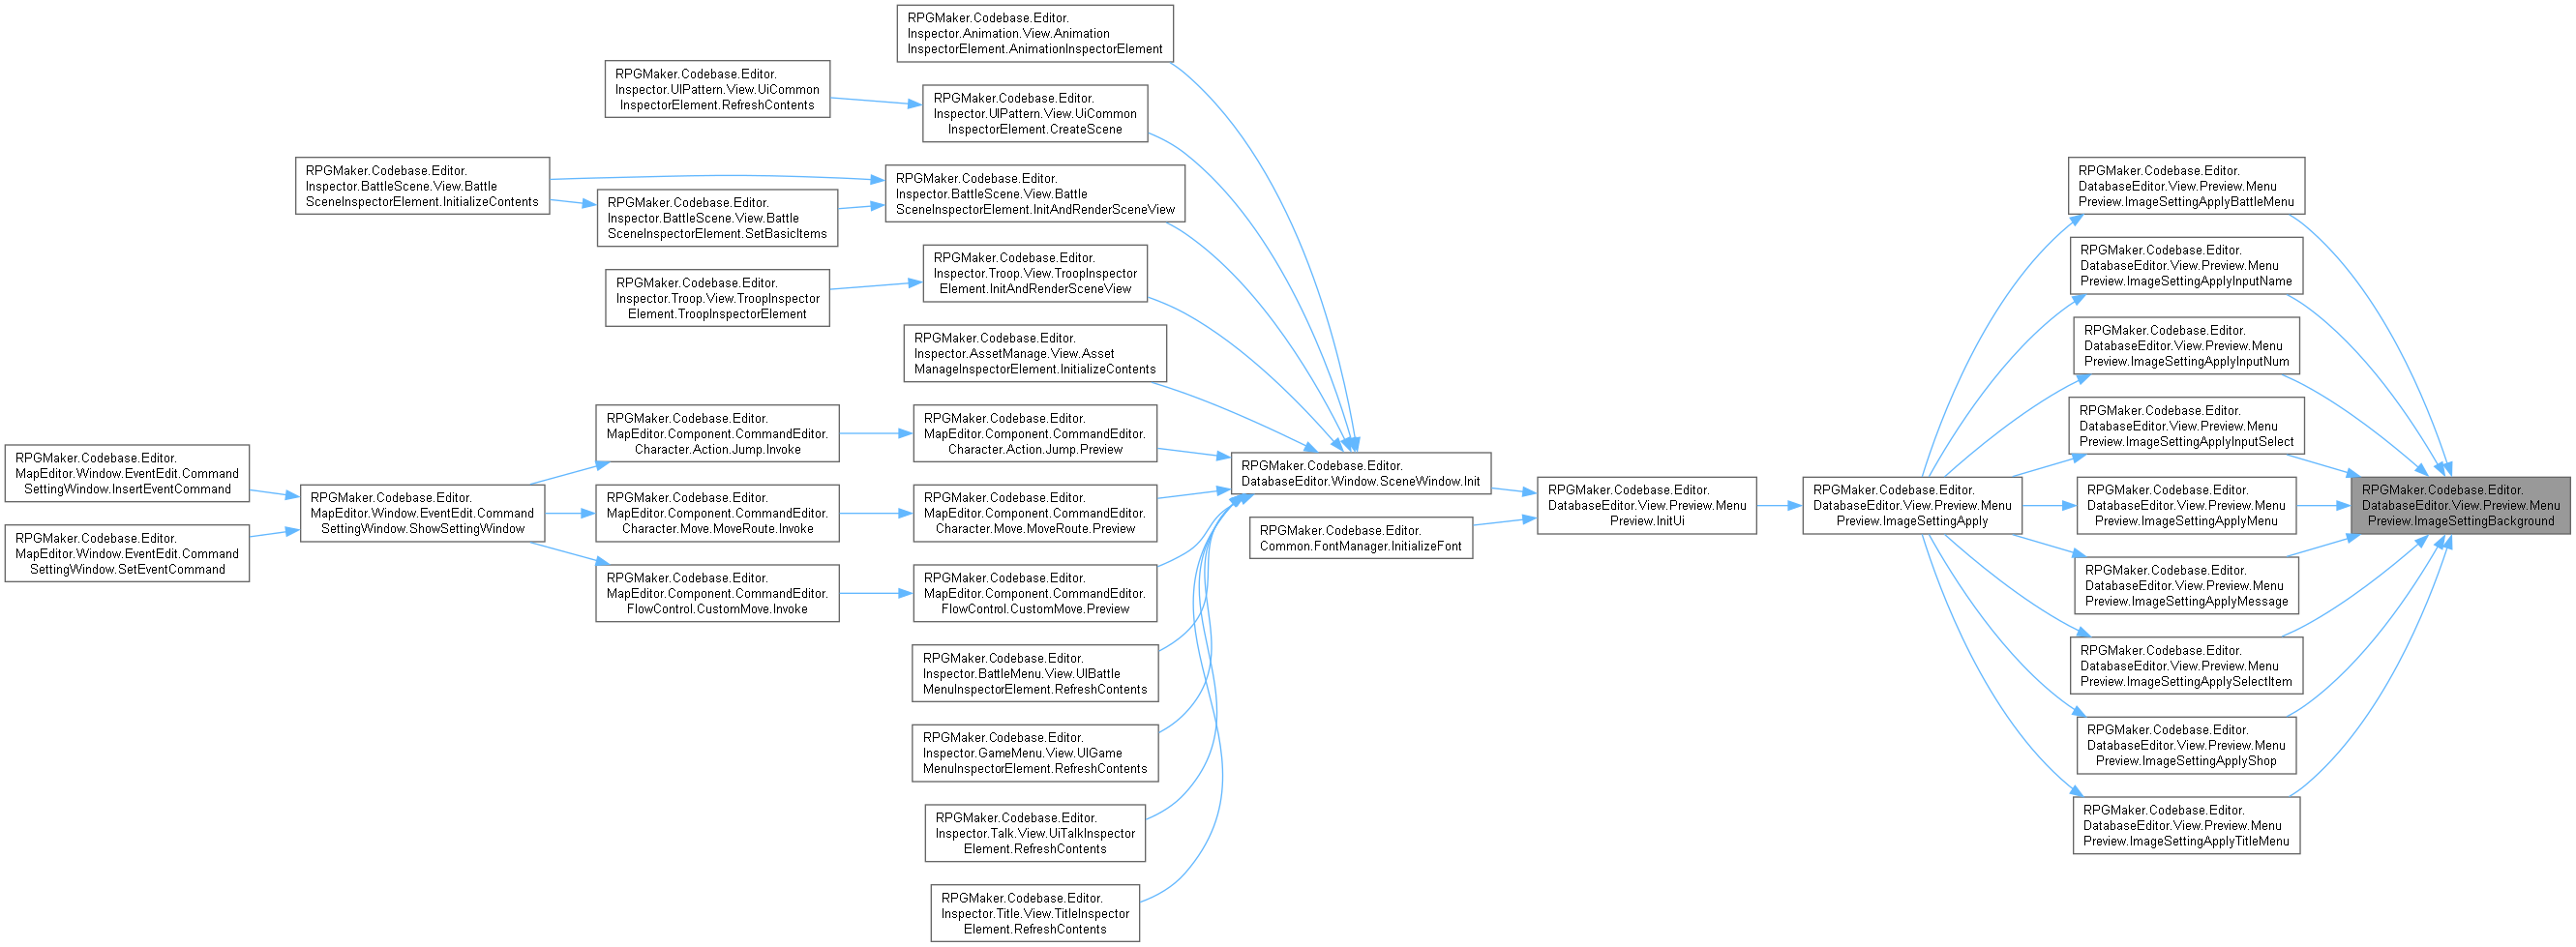 RPGMaker.Codebase.Editor.
Inspector.Animation.View.Animation
InspectorElement.AnimationInspectorElement
RPGMaker.Codebase.Editor.
Inspector.UIPattern.View.UiCommon
InspectorElement.RefreshContents
RPGMaker.Codebase.Editor.
Inspector.UIPattern.View.UiCommon
InspectorElement.CreateScene
RPGMaker.Codebase.Editor.
Inspector.BattleScene.View.Battle
SceneInspectorElement.InitializeContents
RPGMaker.Codebase.Editor.
Inspector.BattleScene.View.Battle
SceneInspectorElement.SetBasicItems
RPGMaker.Codebase.Editor.
Inspector.BattleScene.View.Battle
SceneInspectorElement.InitAndRenderSceneView
RPGMaker.Codebase.Editor.
Inspector.Troop.View.TroopInspector
Element.TroopInspectorElement
RPGMaker.Codebase.Editor.
Inspector.Troop.View.TroopInspector
Element.InitAndRenderSceneView
RPGMaker.Codebase.Editor.
Inspector.AssetManage.View.Asset
ManageInspectorElement.InitializeContents
RPGMaker.Codebase.Editor.
MapEditor.Window.EventEdit.Command
SettingWindow.InsertEventCommand
RPGMaker.Codebase.Editor.
MapEditor.Window.EventEdit.Command
SettingWindow.SetEventCommand
RPGMaker.Codebase.Editor.
MapEditor.Window.EventEdit.Command
SettingWindow.ShowSettingWindow
RPGMaker.Codebase.Editor.
MapEditor.Component.CommandEditor.
Character.Action.Jump.Invoke
RPGMaker.Codebase.Editor.
MapEditor.Component.CommandEditor.
Character.Action.Jump.Preview
RPGMaker.Codebase.Editor.
MapEditor.Component.CommandEditor.
Character.Move.MoveRoute.Invoke
RPGMaker.Codebase.Editor.
MapEditor.Component.CommandEditor.
Character.Move.MoveRoute.Preview
RPGMaker.Codebase.Editor.
MapEditor.Component.CommandEditor.
FlowControl.CustomMove.Invoke
RPGMaker.Codebase.Editor.
MapEditor.Component.CommandEditor.
FlowControl.CustomMove.Preview
RPGMaker.Codebase.Editor.
Inspector.BattleMenu.View.UIBattle
MenuInspectorElement.RefreshContents
RPGMaker.Codebase.Editor.
Inspector.GameMenu.View.UIGame
MenuInspectorElement.RefreshContents
RPGMaker.Codebase.Editor.
Inspector.Talk.View.UiTalkInspector
Element.RefreshContents
RPGMaker.Codebase.Editor.
Inspector.Title.View.TitleInspector
Element.RefreshContents
RPGMaker.Codebase.Editor.
DatabaseEditor.Window.SceneWindow.Init
RPGMaker.Codebase.Editor.
Common.FontManager.InitializeFont
RPGMaker.Codebase.Editor.
DatabaseEditor.View.Preview.Menu
Preview.InitUi
RPGMaker.Codebase.Editor.
DatabaseEditor.View.Preview.Menu
Preview.ImageSettingApply
RPGMaker.Codebase.Editor.
DatabaseEditor.View.Preview.Menu
Preview.ImageSettingApplyBattleMenu
RPGMaker.Codebase.Editor.
DatabaseEditor.View.Preview.Menu
Preview.ImageSettingApplyInputName
RPGMaker.Codebase.Editor.
DatabaseEditor.View.Preview.Menu
Preview.ImageSettingApplyInputNum
RPGMaker.Codebase.Editor.
DatabaseEditor.View.Preview.Menu
Preview.ImageSettingApplyInputSelect
RPGMaker.Codebase.Editor.
DatabaseEditor.View.Preview.Menu
Preview.ImageSettingApplyMenu
RPGMaker.Codebase.Editor.
DatabaseEditor.View.Preview.Menu
Preview.ImageSettingApplyMessage
RPGMaker.Codebase.Editor.
DatabaseEditor.View.Preview.Menu
Preview.ImageSettingApplySelectItem
RPGMaker.Codebase.Editor.
DatabaseEditor.View.Preview.Menu
Preview.ImageSettingApplyShop
RPGMaker.Codebase.Editor.
DatabaseEditor.View.Preview.Menu
Preview.ImageSettingApplyTitleMenu
RPGMaker.Codebase.Editor.
DatabaseEditor.View.Preview.Menu
Preview.ImageSettingBackground